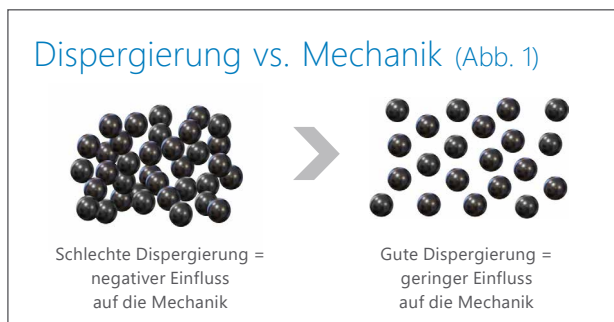 Dispergierung vs. Mechanik (Abb. 1)
Schlechte Dispergierung =
negativer Einfluss
auf die Mechanik
Gute Dispergierung =
geringer Einfluss
auf die Mechanik